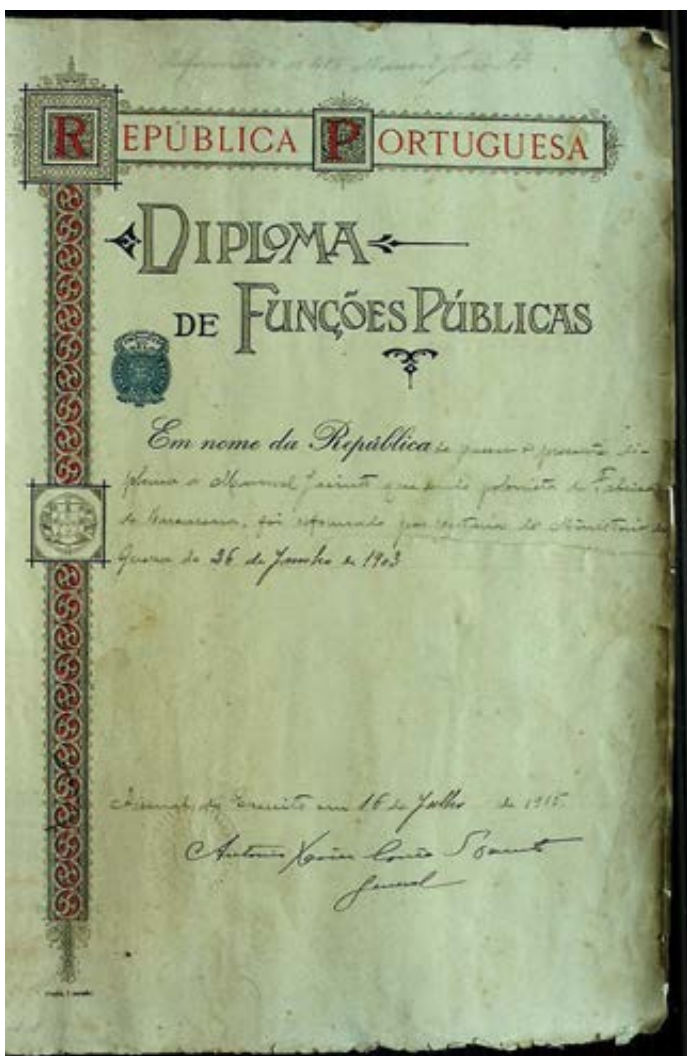 REPÚBLICA PORTUGUESA
DIPLOMA
DE FUNÇÕES PÚBLICAS
Em nome da República se passou o presente di-
ploma a Manuel Jacinto que sendo polvorista da Fabrica
de Barcarena, foi reformado por portaria do Ministerio da
Guerra de 26 de Junho de 1903
Arsenal do Exercito em 16 de Julho de 1915
Antonio Xavier Correia
General